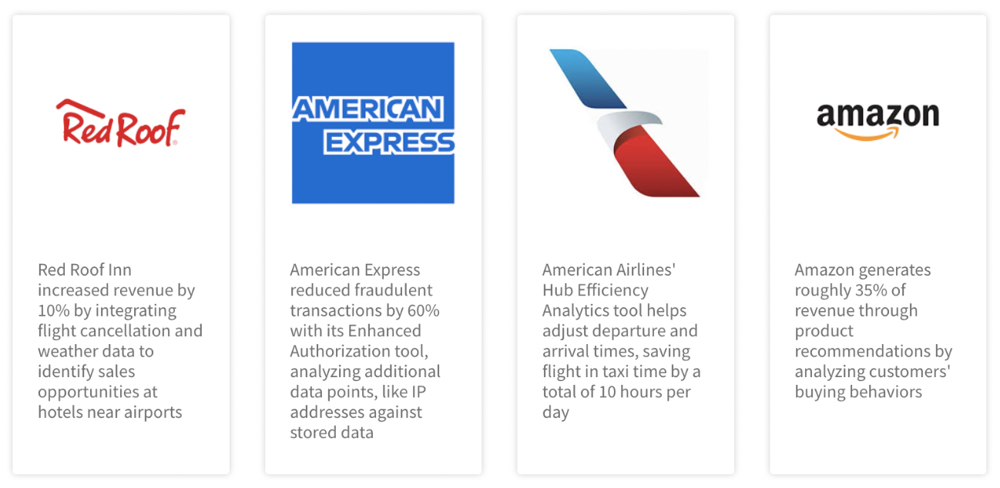 Red Roof®
AMERICAN
EXPRESS
amazon
Red Roof Inn
increased revenue by
10% by integrating
flight cancellation and
weather data to
identify sales
opportunities at
hotels near airports
American Express
reduced fraudulent
transactions by 60%
with its Enhanced
Authorization tool,
analyzing additional
data points, like IP
addresses against
stored data
American Airlines'
Hub Efficiency
Analytics tool helps
adjust departure and
arrival times, saving
flight in taxi time by a
total of 10 hours per
day
Amazon generates
roughly 35% of
revenue through
product
recommendations by
analyzing customers'
buying behaviors